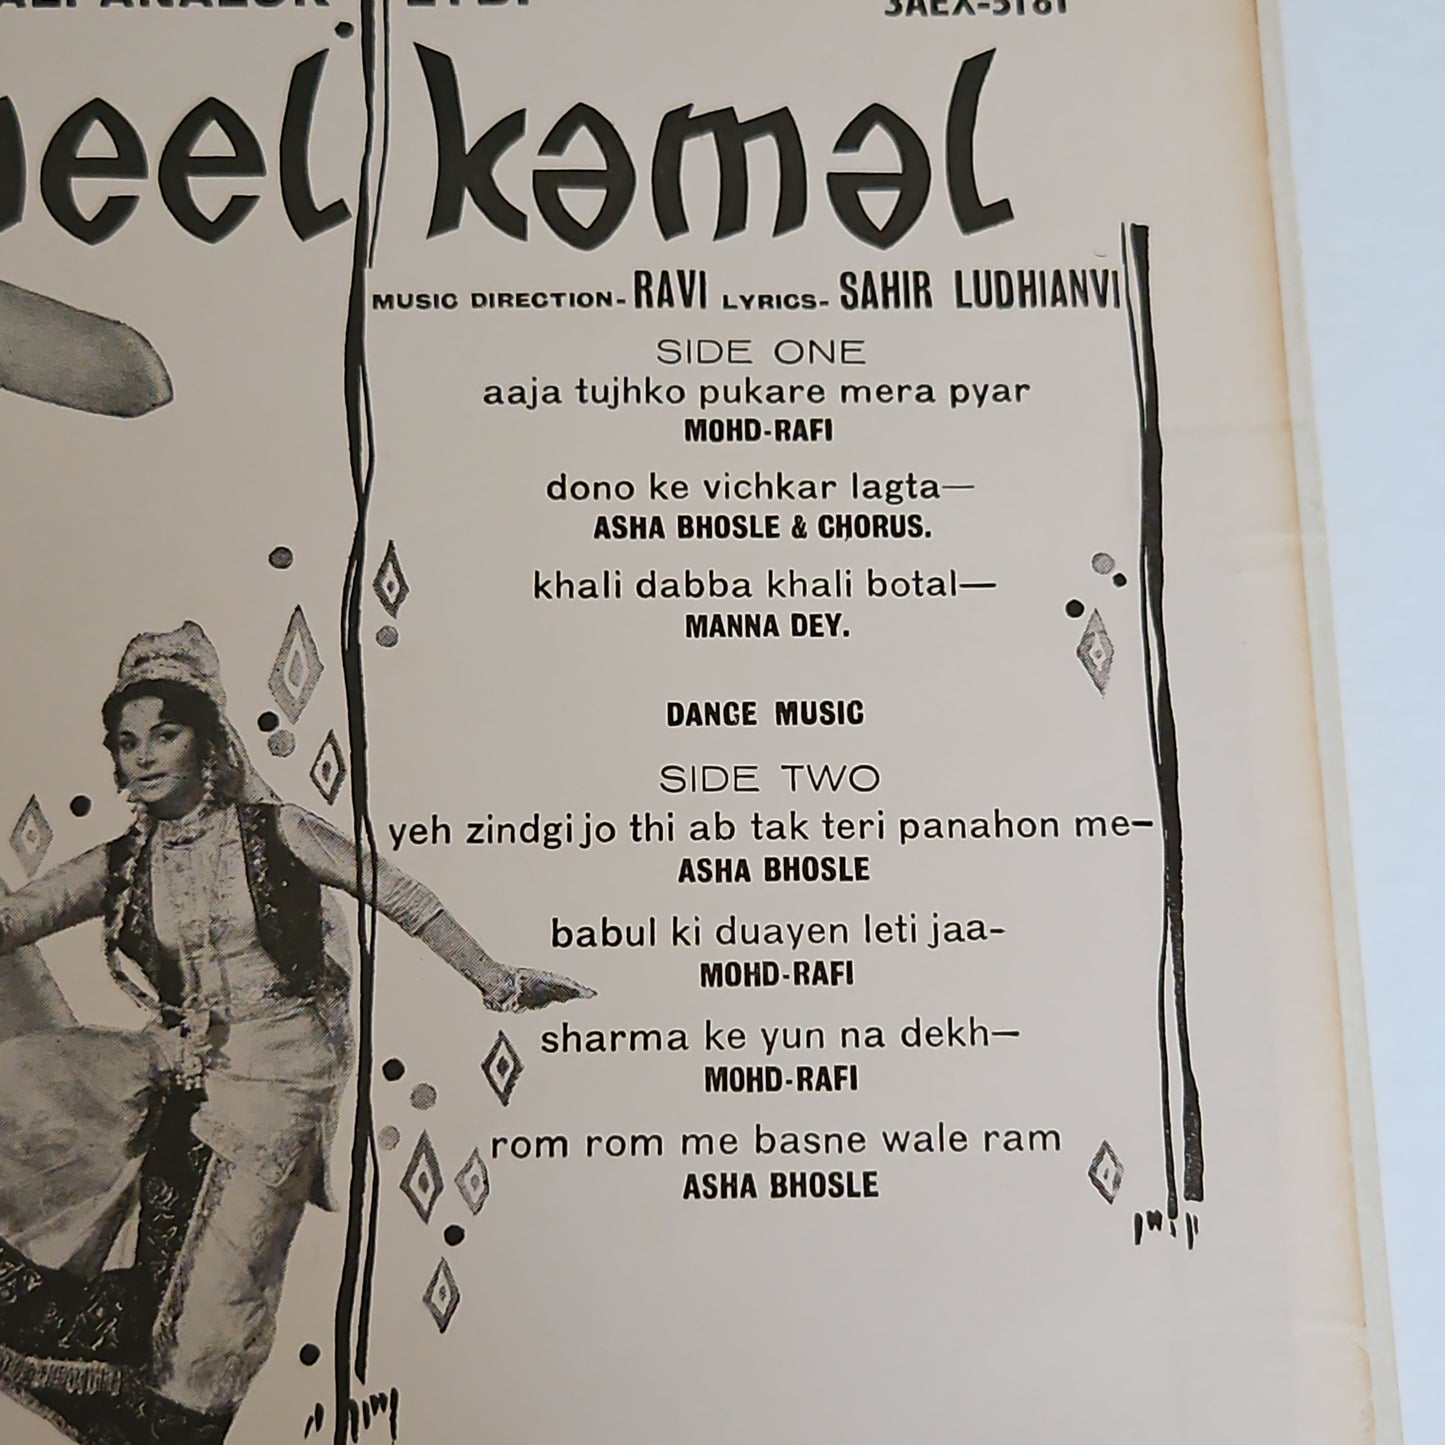 3AEX-5181
neel kamal
MUSIC DIRECTION- RAVI LYRICS- SAHIR LUDHIANVI
SIDE ONE
aaja tujhko pukare mera pyar
MOHD-RAFI
dono ke vichkar lagta—
ASHA BHOSLE & CHORUS.
khali dabba khali botal—
MANNA DEY.
DANCE MUSIC
SIDE TWO
yeh zindgi jo thi ab tak teri panahon me–
ASHA BHOSLE
babul ki duayen leti jaa-
MOHD-RAFI
sharma ke yun na dekh—
MOHD-RAFI
rom rom me basne wale ram
ASHA BHOSLE